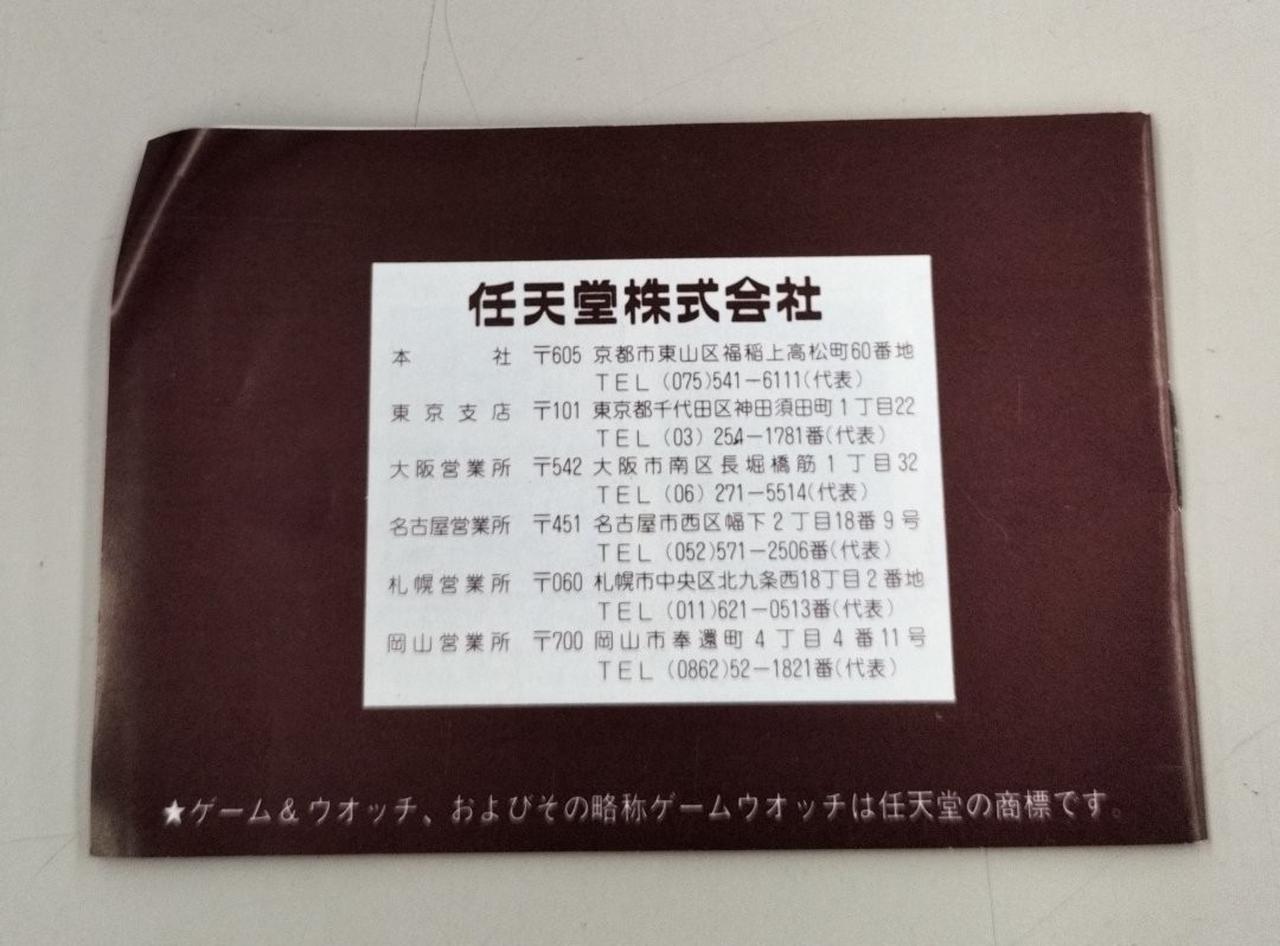 任天堂株式会社
本社 〒605 京都市東山区福稲上高松町60番地
TEL (075)541-6111(代表)
東京支店 〒101 東京都千代田区神田須田町1丁目22
TEL (03) 254-1781番(代表)
大阪営業所 〒542 大阪市南区長堀橋筋1丁目32
TEL (06) 271-5514(代表)
名古屋営業所 〒451 名古屋市西区幅下2丁目18番9号
TEL (052)571-2506番(代表)
札幌営業所 〒060 札幌市中央区北九条西18丁目2番地
TEL (011)621-0513番(代表)
岡山営業所 〒700 岡山市奉還町4丁目4番11号
TEL (0862)52-1821番(代表)
★ゲーム&ウオッチ、およびその略称ゲームウオッチは任天堂の商標です。